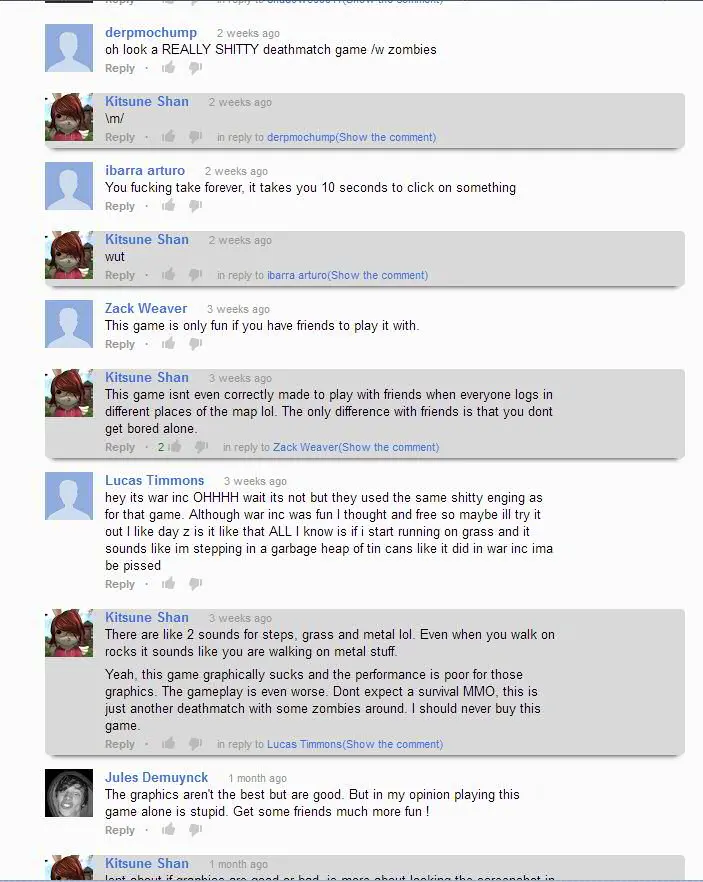 derpmochump 2 weeks ago
oh look a REALLY SHITTY deathmatch game /w zombies
Reply ·
Kitsune Shan 2 weeks ago
\m/
Reply · in reply to derpmochump(Show the comment)
ibarra arturo 2 weeks ago
You fucking take forever, it takes you 10 seconds to click on something
Reply ·
Kitsune Shan 2 weeks ago
wut
Reply · in reply to ibarra arturo(Show the comment)
Zack Weaver 3 weeks ago
This game is only fun if you have friends to play it with.
Reply ·
Kitsune Shan 3 weeks ago
This game isnt even correctly made to play with friends when everyone logs in
different places of the map lol. The only difference with friends is that you dont
get bored alone.
Reply · 2 in reply to Zack Weaver(Show the comment)
Lucas Timmons 3 weeks ago
hey its war inc OHHHH wait its not but they used the same shitty enging as
for that game. Although war inc was fun I thought and free so maybe ill try it
out I like day z is it like that ALL I know is if i start running on grass and it
sounds like im stepping in a garbage heap of tin cans like it did in war inc ima
be pissed
Reply ·
Kitsune Shan 3 weeks ago
There are like 2 sounds for steps, grass and metal lol. Even when you walk on
rocks it sounds like you are walking on metal stuff.
Yeah, this game graphically sucks and the performance is poor for those
graphics. The gameplay is even worse. Dont expect a survival MMO, this is
just another deathmatch with some zombies around. I should never buy this
game.
Reply · in reply to Lucas Timmons(Show the comment)
Jules Demuynck 1 month ago
The graphics aren't the best but are good. But in my opinion playing this
game alone is stupid. Get some friends much more fun !
Reply ·
Kitsune Shan 1 month ago